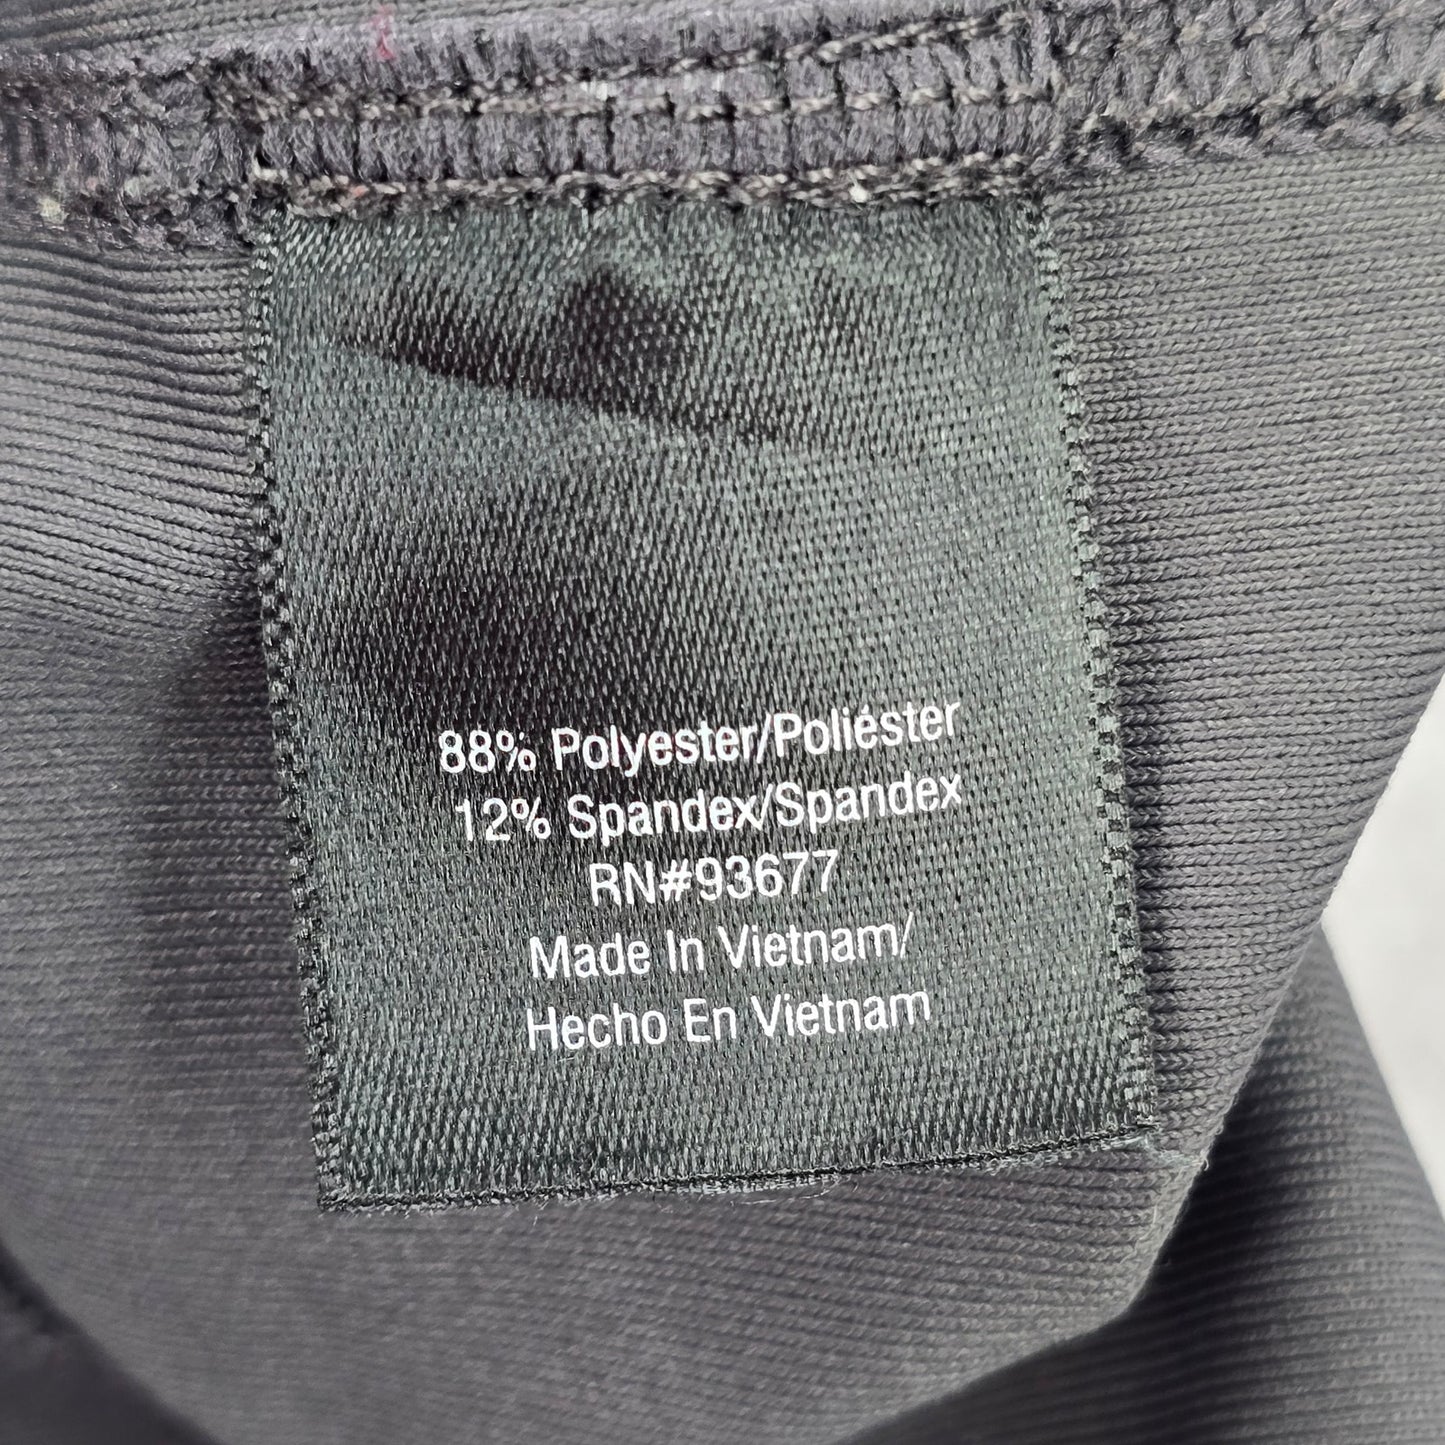 88% Polyester/Poliéster
12% Spandex/Spandex
RN#93677
Made In Vietnam/
Hecho En Vietnam